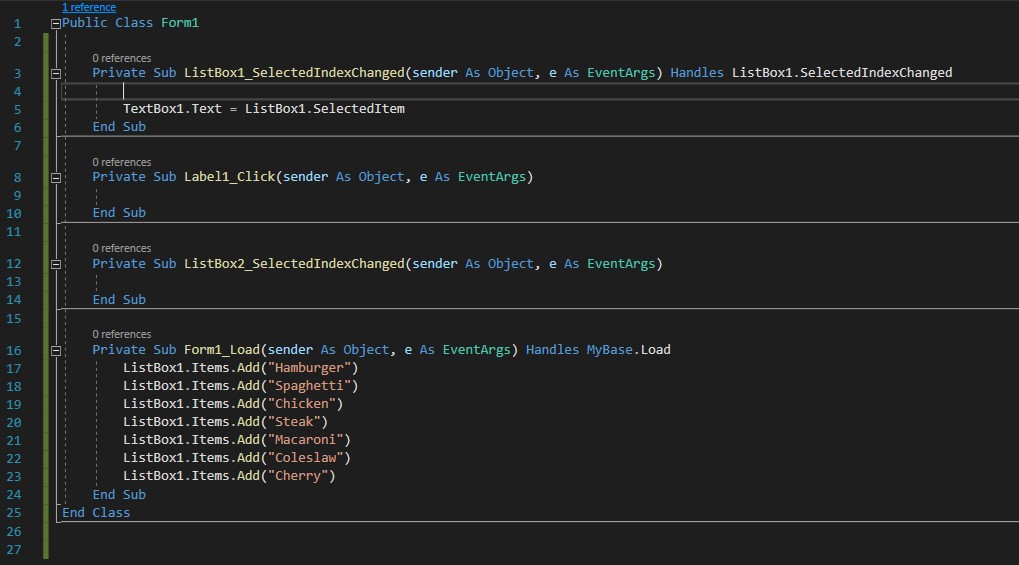 1 reference
1 Public Class Form1
2
0 references
3 Private Sub ListBox1_SelectedIndexChanged(sender As Object, e As EventArgs) Handles ListBox1.SelectedIndexChanged
4
5 TextBox1.Text = ListBox1.SelectedItem
6 End Sub
7
0 references
8 Private Sub Label1_Click(sender As Object, e As EventArgs)
9
10 End Sub
11
0 references
12 Private Sub ListBox2_SelectedIndexChanged(sender As Object, e As EventArgs)
13
14 End Sub
15
0 references
16 Private Sub Form1_Load(sender As Object, e As EventArgs) Handles MyBase.Load
17 ListBox1.Items.Add("Hamburger")
18 ListBox1.Items.Add("Spaghetti")
19 ListBox1.Items.Add("Chicken")
20 ListBox1.Items.Add("Steak")
21 ListBox1.Items.Add("Macaroni")
22 ListBox1.Items.Add("Coleslaw")
23 ListBox1.Items.Add("Cherry")
24 End Sub
25 End Class
26
27